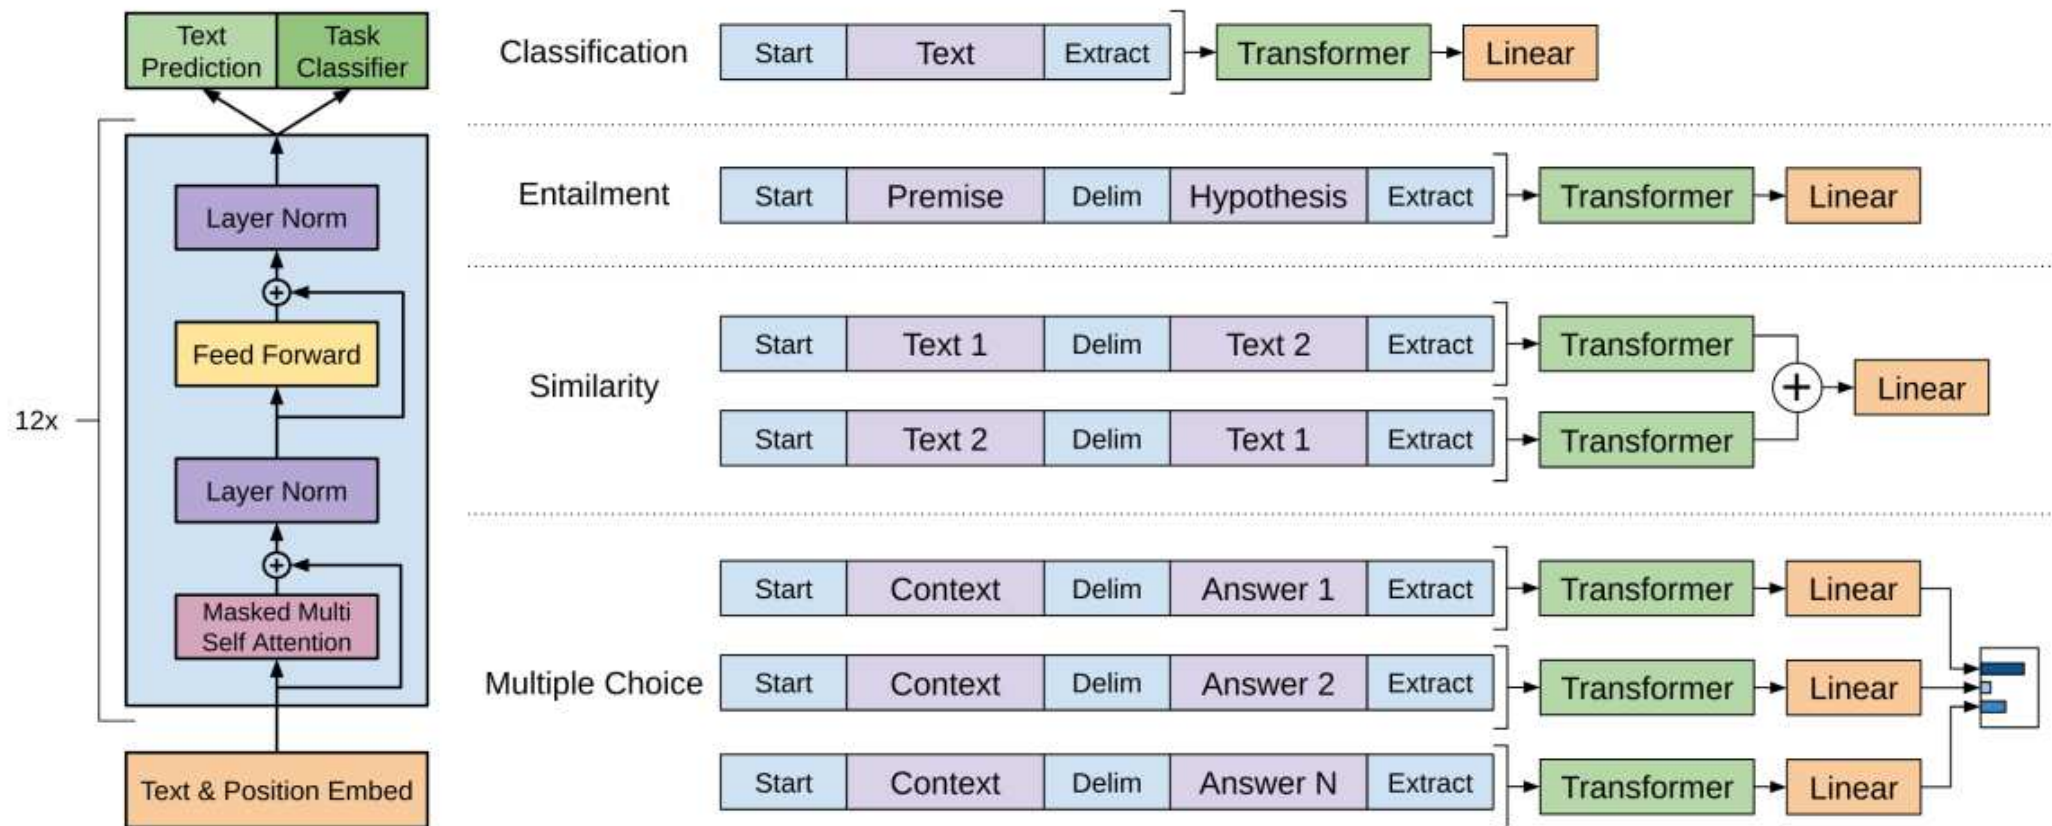 Text
Prediction
Task
Classifier
Layer Norm
Feed Forward
12x
Layer Norm
Masked Multi
Self Attention
Text & Position Embed
Classification Start Text Extract Transformer Linear
Entailment Start Premise Delim Hypothesis Extract Transformer Linear
Similarity
Start Text 1 Delim Text 2 Extract Transformer
Start Text 2 Delim Text 1 Extract Transformer
Linear
Multiple Choice
Start Context Delim Answer 1 Extract Transformer Linear
Start Context Delim Answer 2 Extract Transformer Linear
Start Context Delim Answer N Extract Transformer Linear